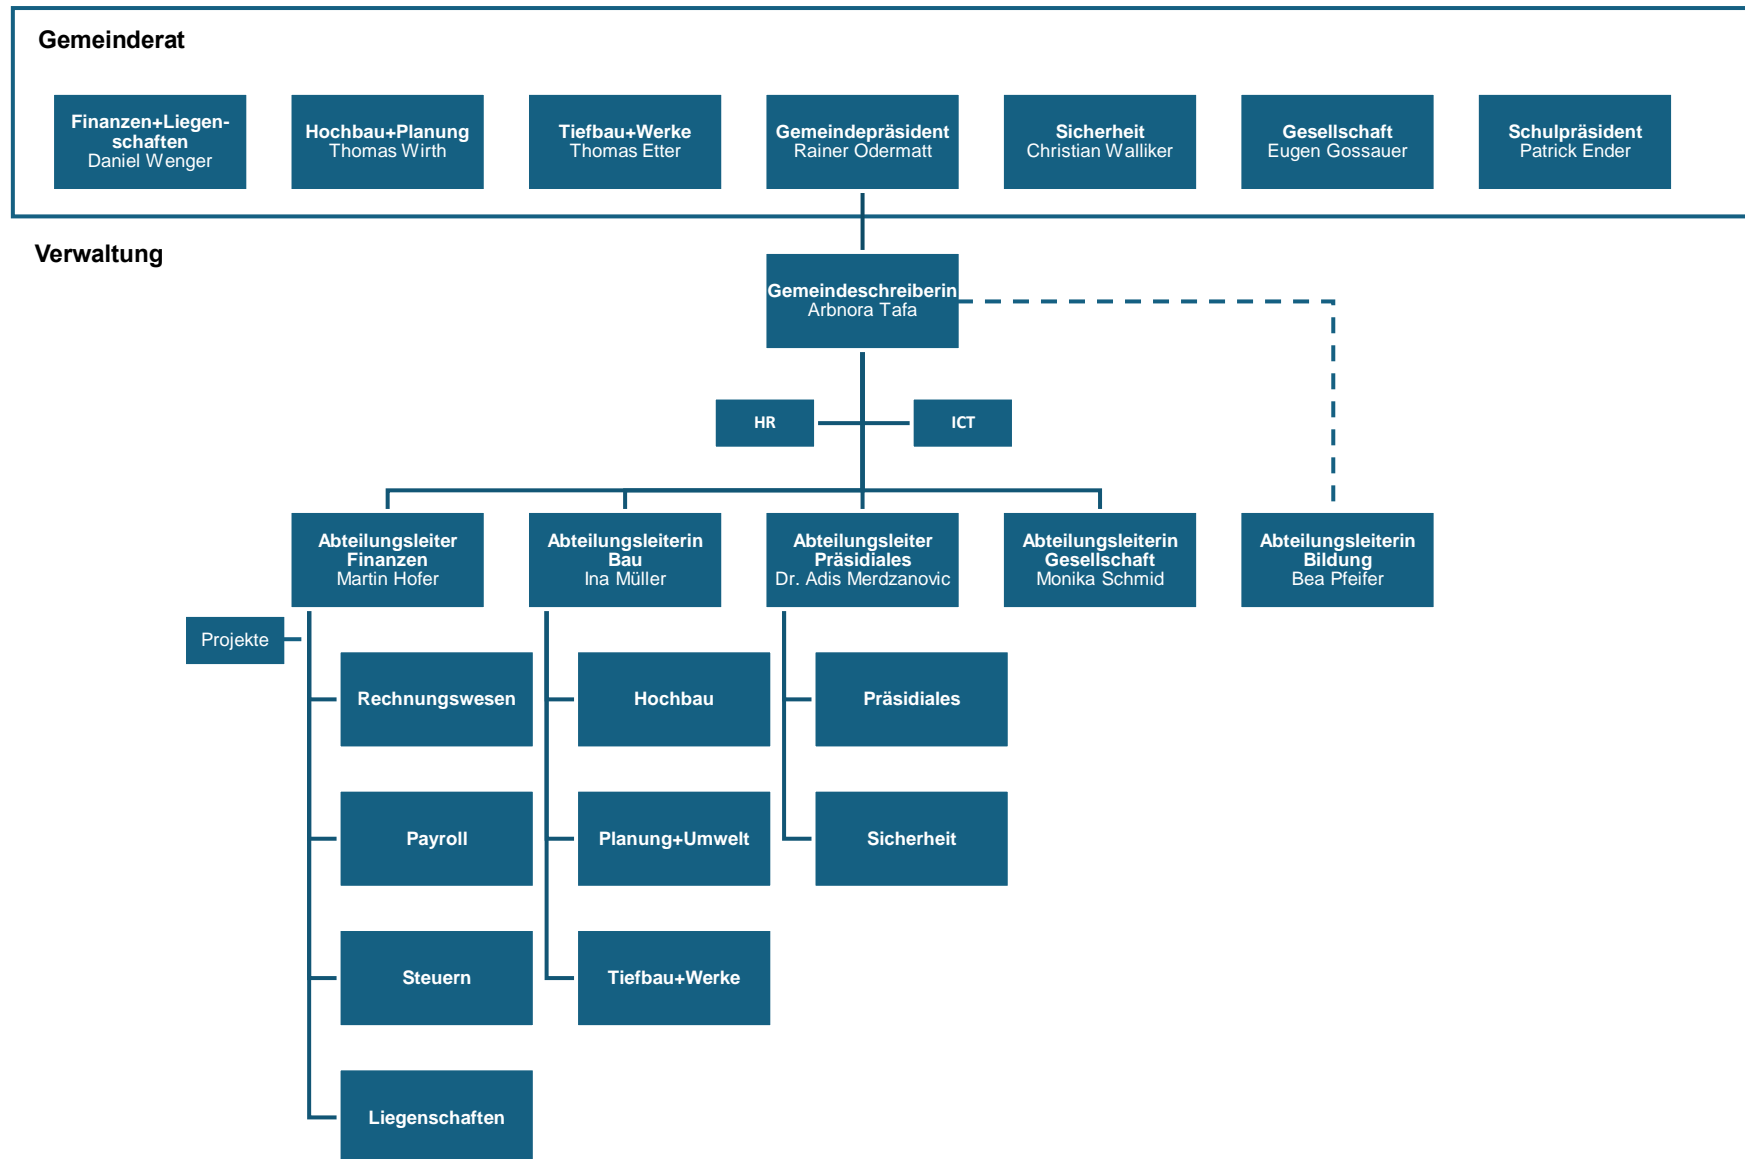 Gemeinderat
Finanzen+Liegen-
schaften
Daniel Wenger
Hochbau+Planung
Thomas Wirth
Tiefbau+Werke
Thomas Etter
Gemeindepräsident
Rainer Odermatt
Sicherheit
Christian Walliker
Gesellschaft
Eugen Gossauer
Schulpräsident
Patrick Ender
Verwaltung
Gemeindeschreiberin
Arbnora Tafa
HR
ICT
Abteilungsleiter
Finanzen
Martin Hofer
Abteilungsleiterin
Bau
Ina Müller
Abteilungsleiter
Präsidiales
Dr. Adis Merdzanovic
Abteilungsleiterin
Gesellschaft
Monika Schmid
Abteilungsleiterin
Bildung
Bea Pfeifer
Projekte
Rechnungswesen
Hochbau
Präsidiales
Payroll
Planung+Umwelt
Sicherheit
Steuern
Tiefbau+Werke
Liegenschaften